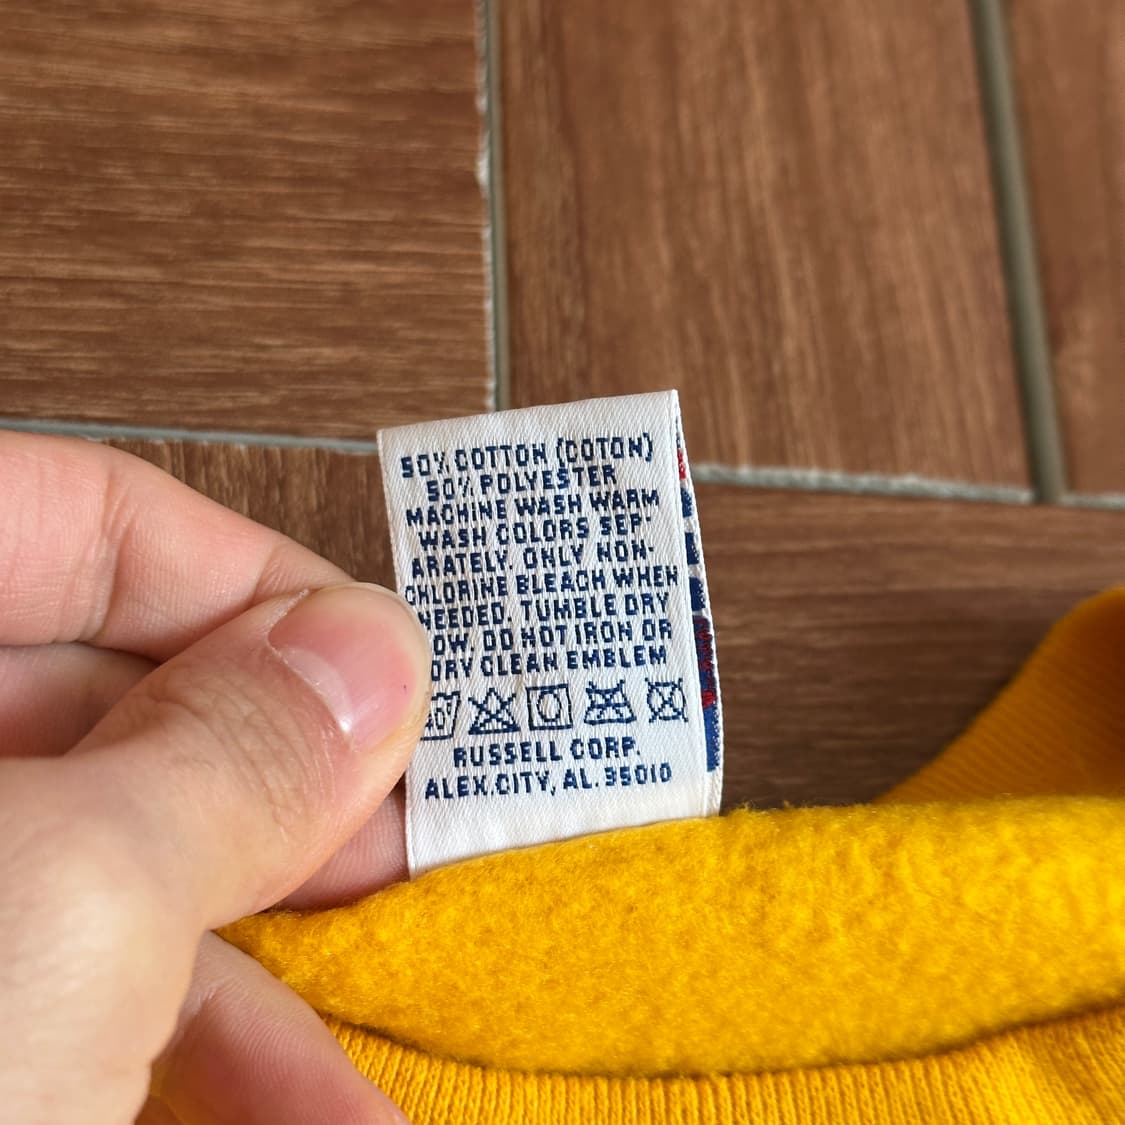 50% COTTON (COTON)
50% POLYESTER
MACHINE WASH WARM
WASH COLORS SEP-
ARATELY. ONLY NON-
CHLORINE BLEACH WHEN
NEEDED. TUMBLE DRY
LOW. DO NOT IRON OR
DRY CLEAN EMBLEM
RUSSELL CORP.
ALEX.CITY, AL. 35010